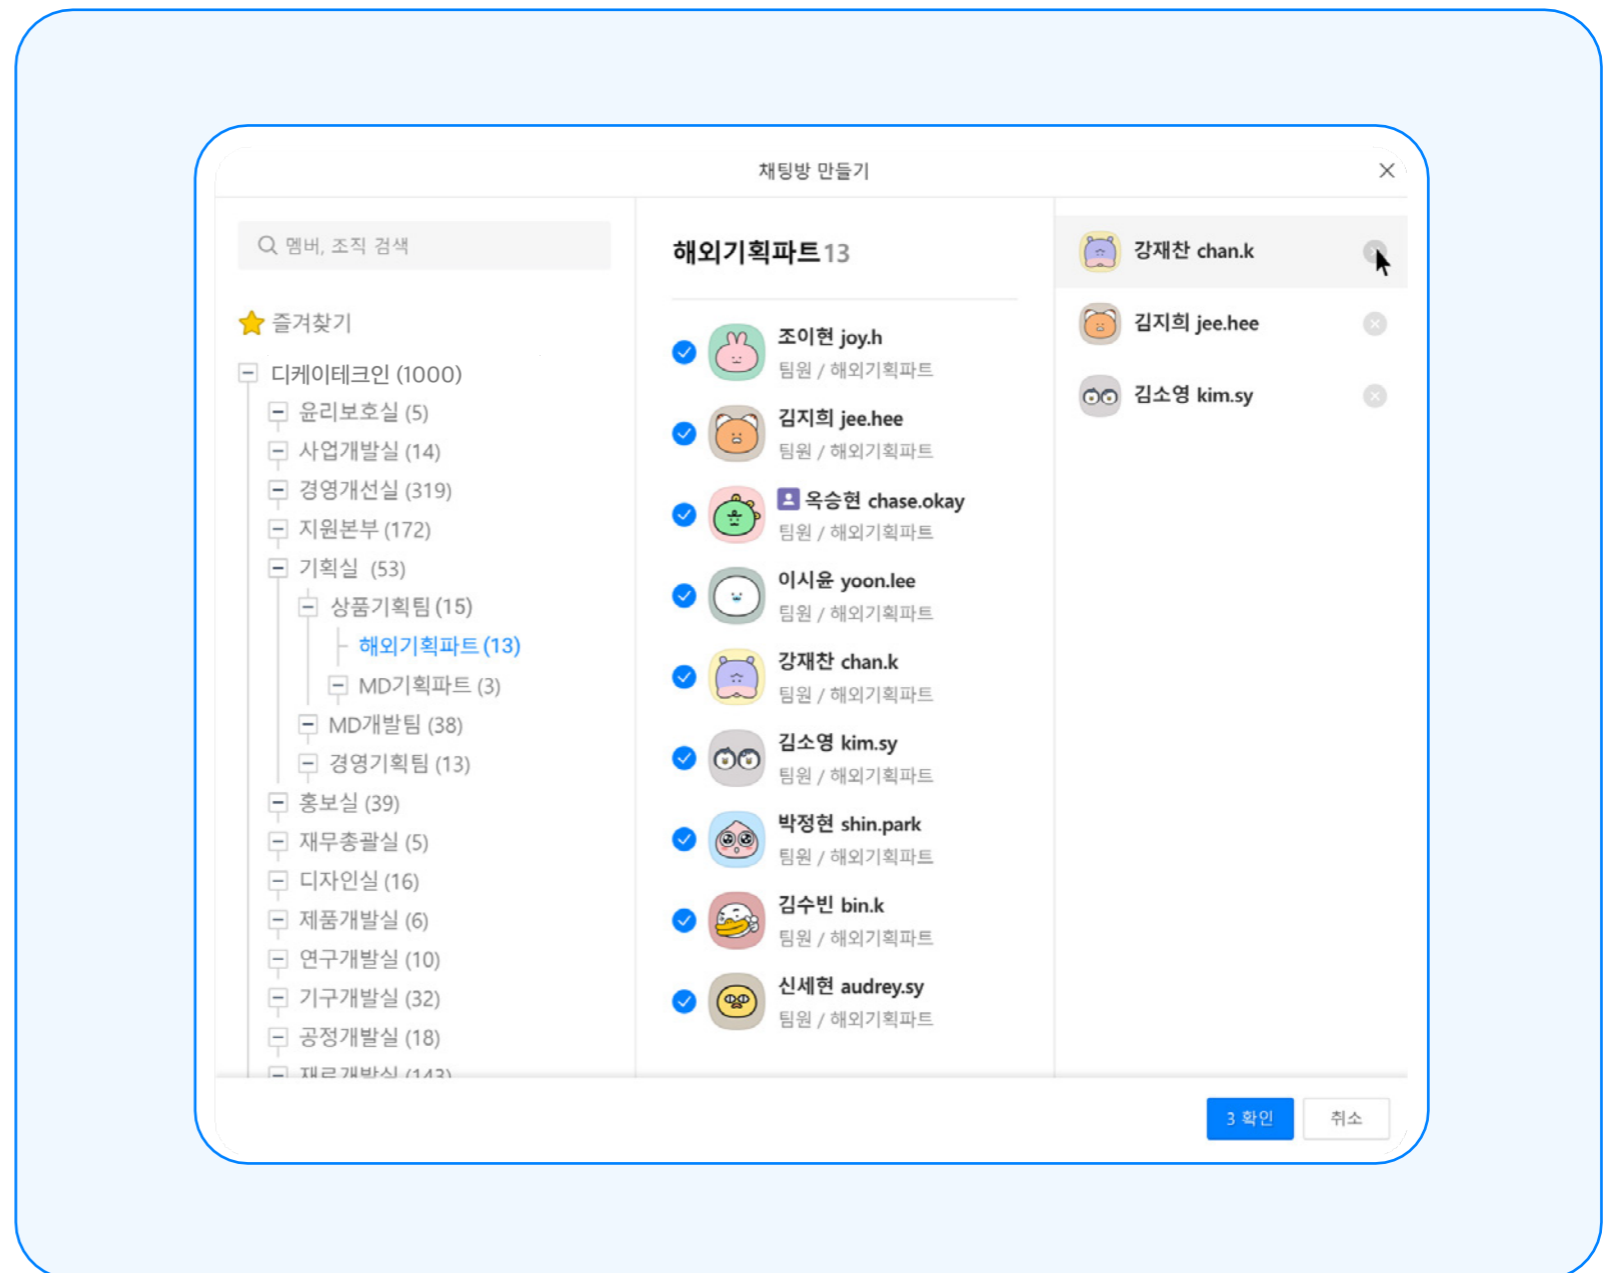 채팅방 만들기
멤버, 조직 검색
즐겨찾기
디케이테크인 (1000)
윤리보호실 (5)
사업개발실 (14)
경영개선실 (319)
지원본부 (172)
기획실 (53)
상품기획팀 (15)
해외기획파트 (13)
MD기획파트 (3)
MD개발팀 (38)
경영기획팀 (13)
홍보실 (39)
재무총괄실 (5)
디자인실 (16)
제품개발실 (6)
연구개발실 (10)
기구개발실 (32)
공정개발실 (18)
재료개발실 (143)
해외기획파트 13
조이현 joy.h
팀원 / 해외기획파트
김지희 jee.hee
팀원 / 해외기획파트
옥승현 chase.okay
팀원 / 해외기획파트
이시윤 yoon.lee
팀원 / 해외기획파트
강재찬 chan.k
팀원 / 해외기획파트
김소영 kim.sy
팀원 / 해외기획파트
박정현 shin.park
팀원 / 해외기획파트
김수빈 bin.k
팀원 / 해외기획파트
신세현 audrey.sy
팀원 / 해외기획파트
강재찬 chan.k
김지희 jee.hee
김소영 kim.sy
3 확인
취소